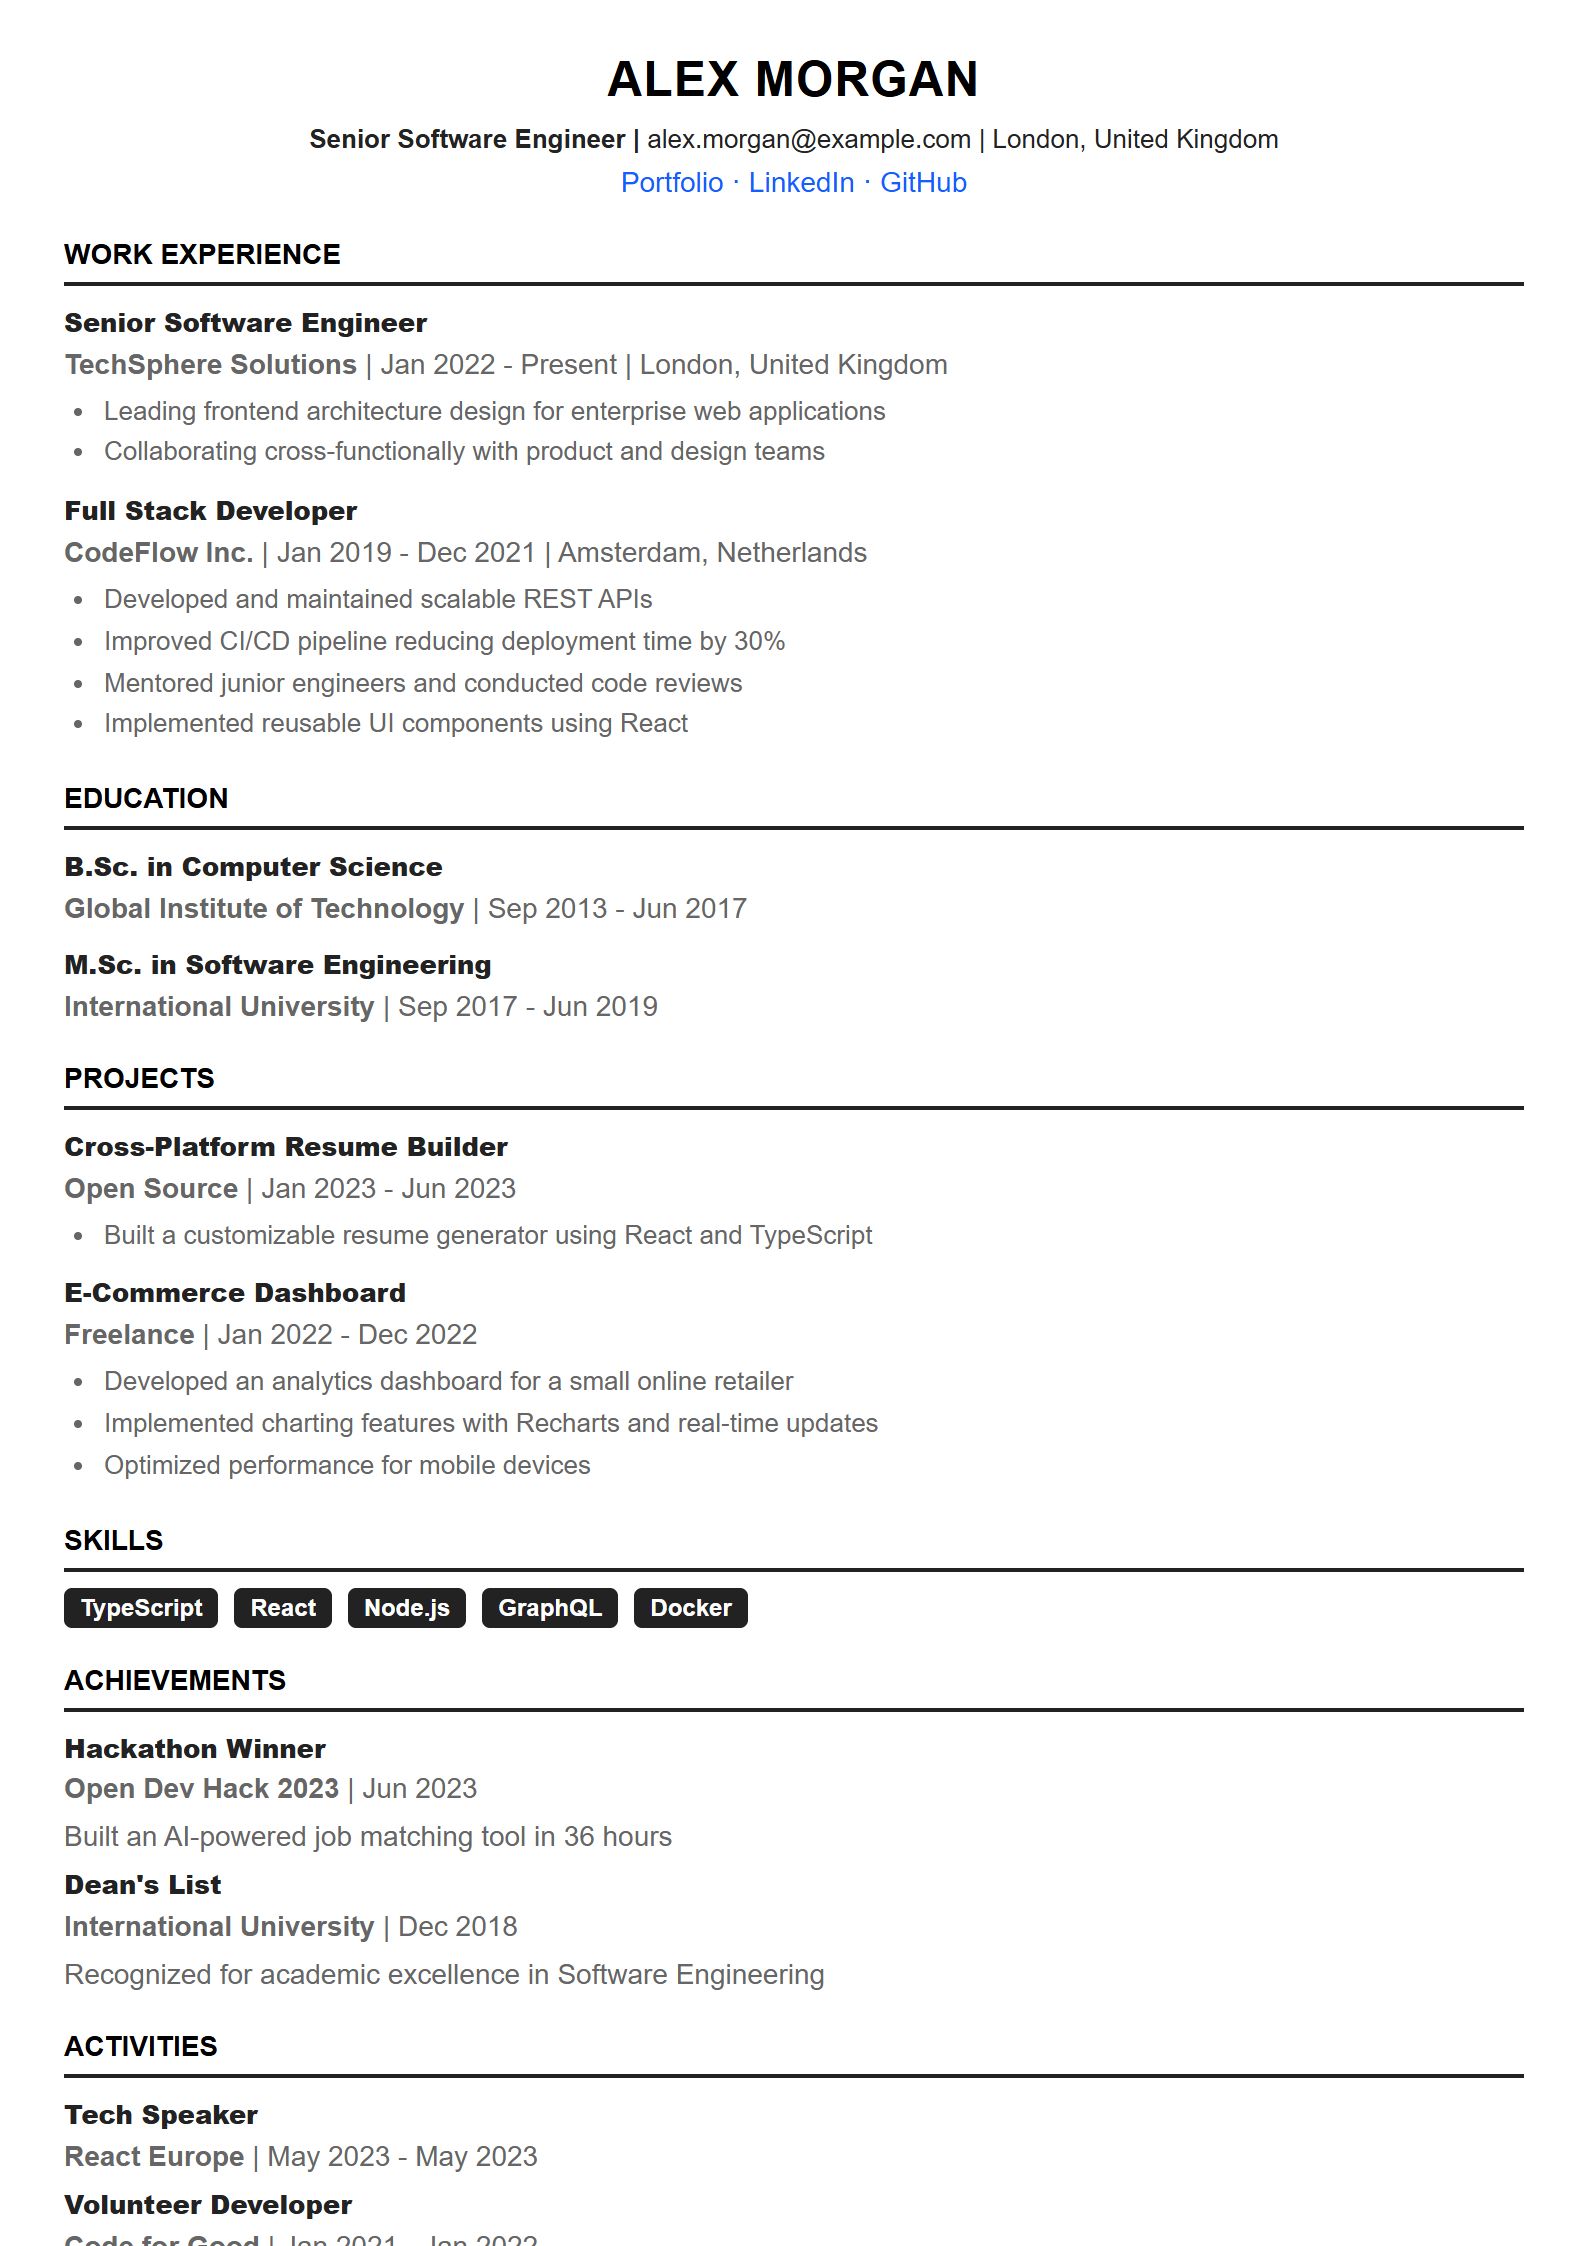 ALEX MORGAN
Senior Software Engineer | alex.morgan@example.com | London, United Kingdom
Portfolio · LinkedIn · GitHub
WORK EXPERIENCE
Senior Software Engineer
TechSphere Solutions | Jan 2022 - Present | London, United Kingdom
• Leading frontend architecture design for enterprise web applications
• Collaborating cross-functionally with product and design teams
Full Stack Developer
CodeFlow Inc. | Jan 2019 - Dec 2021 | Amsterdam, Netherlands
• Developed and maintained scalable REST APIs
• Improved CI/CD pipeline reducing deployment time by 30%
• Mentored junior engineers and conducted code reviews
• Implemented reusable UI components using React
EDUCATION
B.Sc. in Computer Science
Global Institute of Technology | Sep 2013 - Jun 2017
M.Sc. in Software Engineering
International University | Sep 2017 - Jun 2019
PROJECTS
Cross-Platform Resume Builder
Open Source | Jan 2023 - Jun 2023
• Built a customizable resume generator using React and TypeScript
E-Commerce Dashboard
Freelance | Jan 2022 - Dec 2022
• Developed an analytics dashboard for a small online retailer
• Implemented charting features with Recharts and real-time updates
• Optimized performance for mobile devices
SKILLS
TypeScript React Node.js GraphQL Docker
ACHIEVEMENTS
Hackathon Winner
Open Dev Hack 2023 | Jun 2023
Built an AI-powered job matching tool in 36 hours
Dean's List
International University | Dec 2018
Recognized for academic excellence in Software Engineering
ACTIVITIES
Tech Speaker
React Europe | May 2023 - May 2023
Volunteer Developer
Code for Good | Jan 2021 - Jan 2022